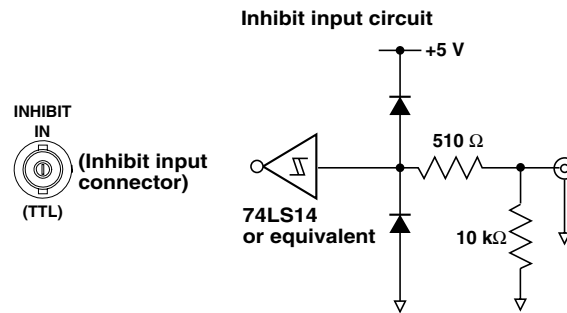 Inhibit input circuit
+5 V
INHIBIT
IN
(Inhibit input
connector)
(TTL)
510 Ω
74LS14
or equivalent
10 kΩ